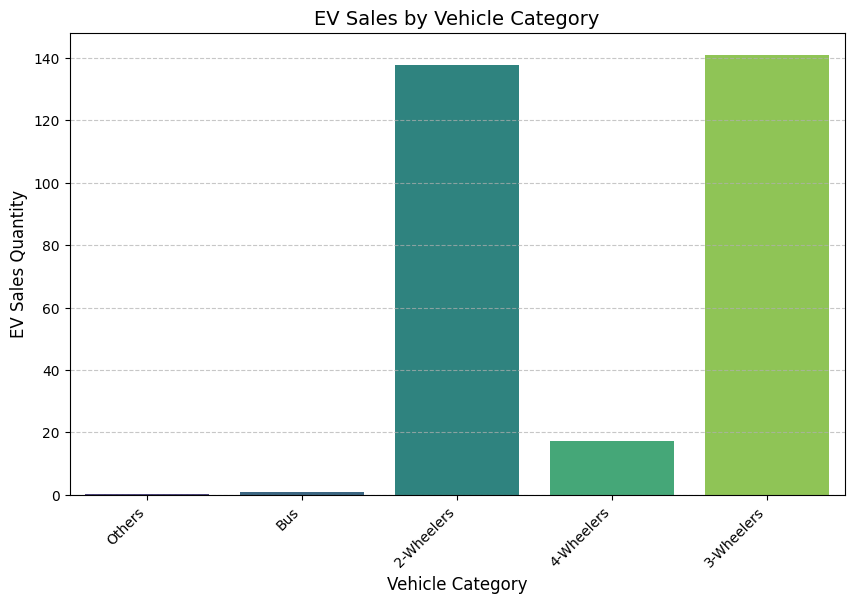 EV Sales by Vehicle Category
EV Sales Quantity
140
120
100
80
60
40
20
0
Others
Bus
2-Wheelers
4-Wheelers
3-Wheelers
Vehicle Category